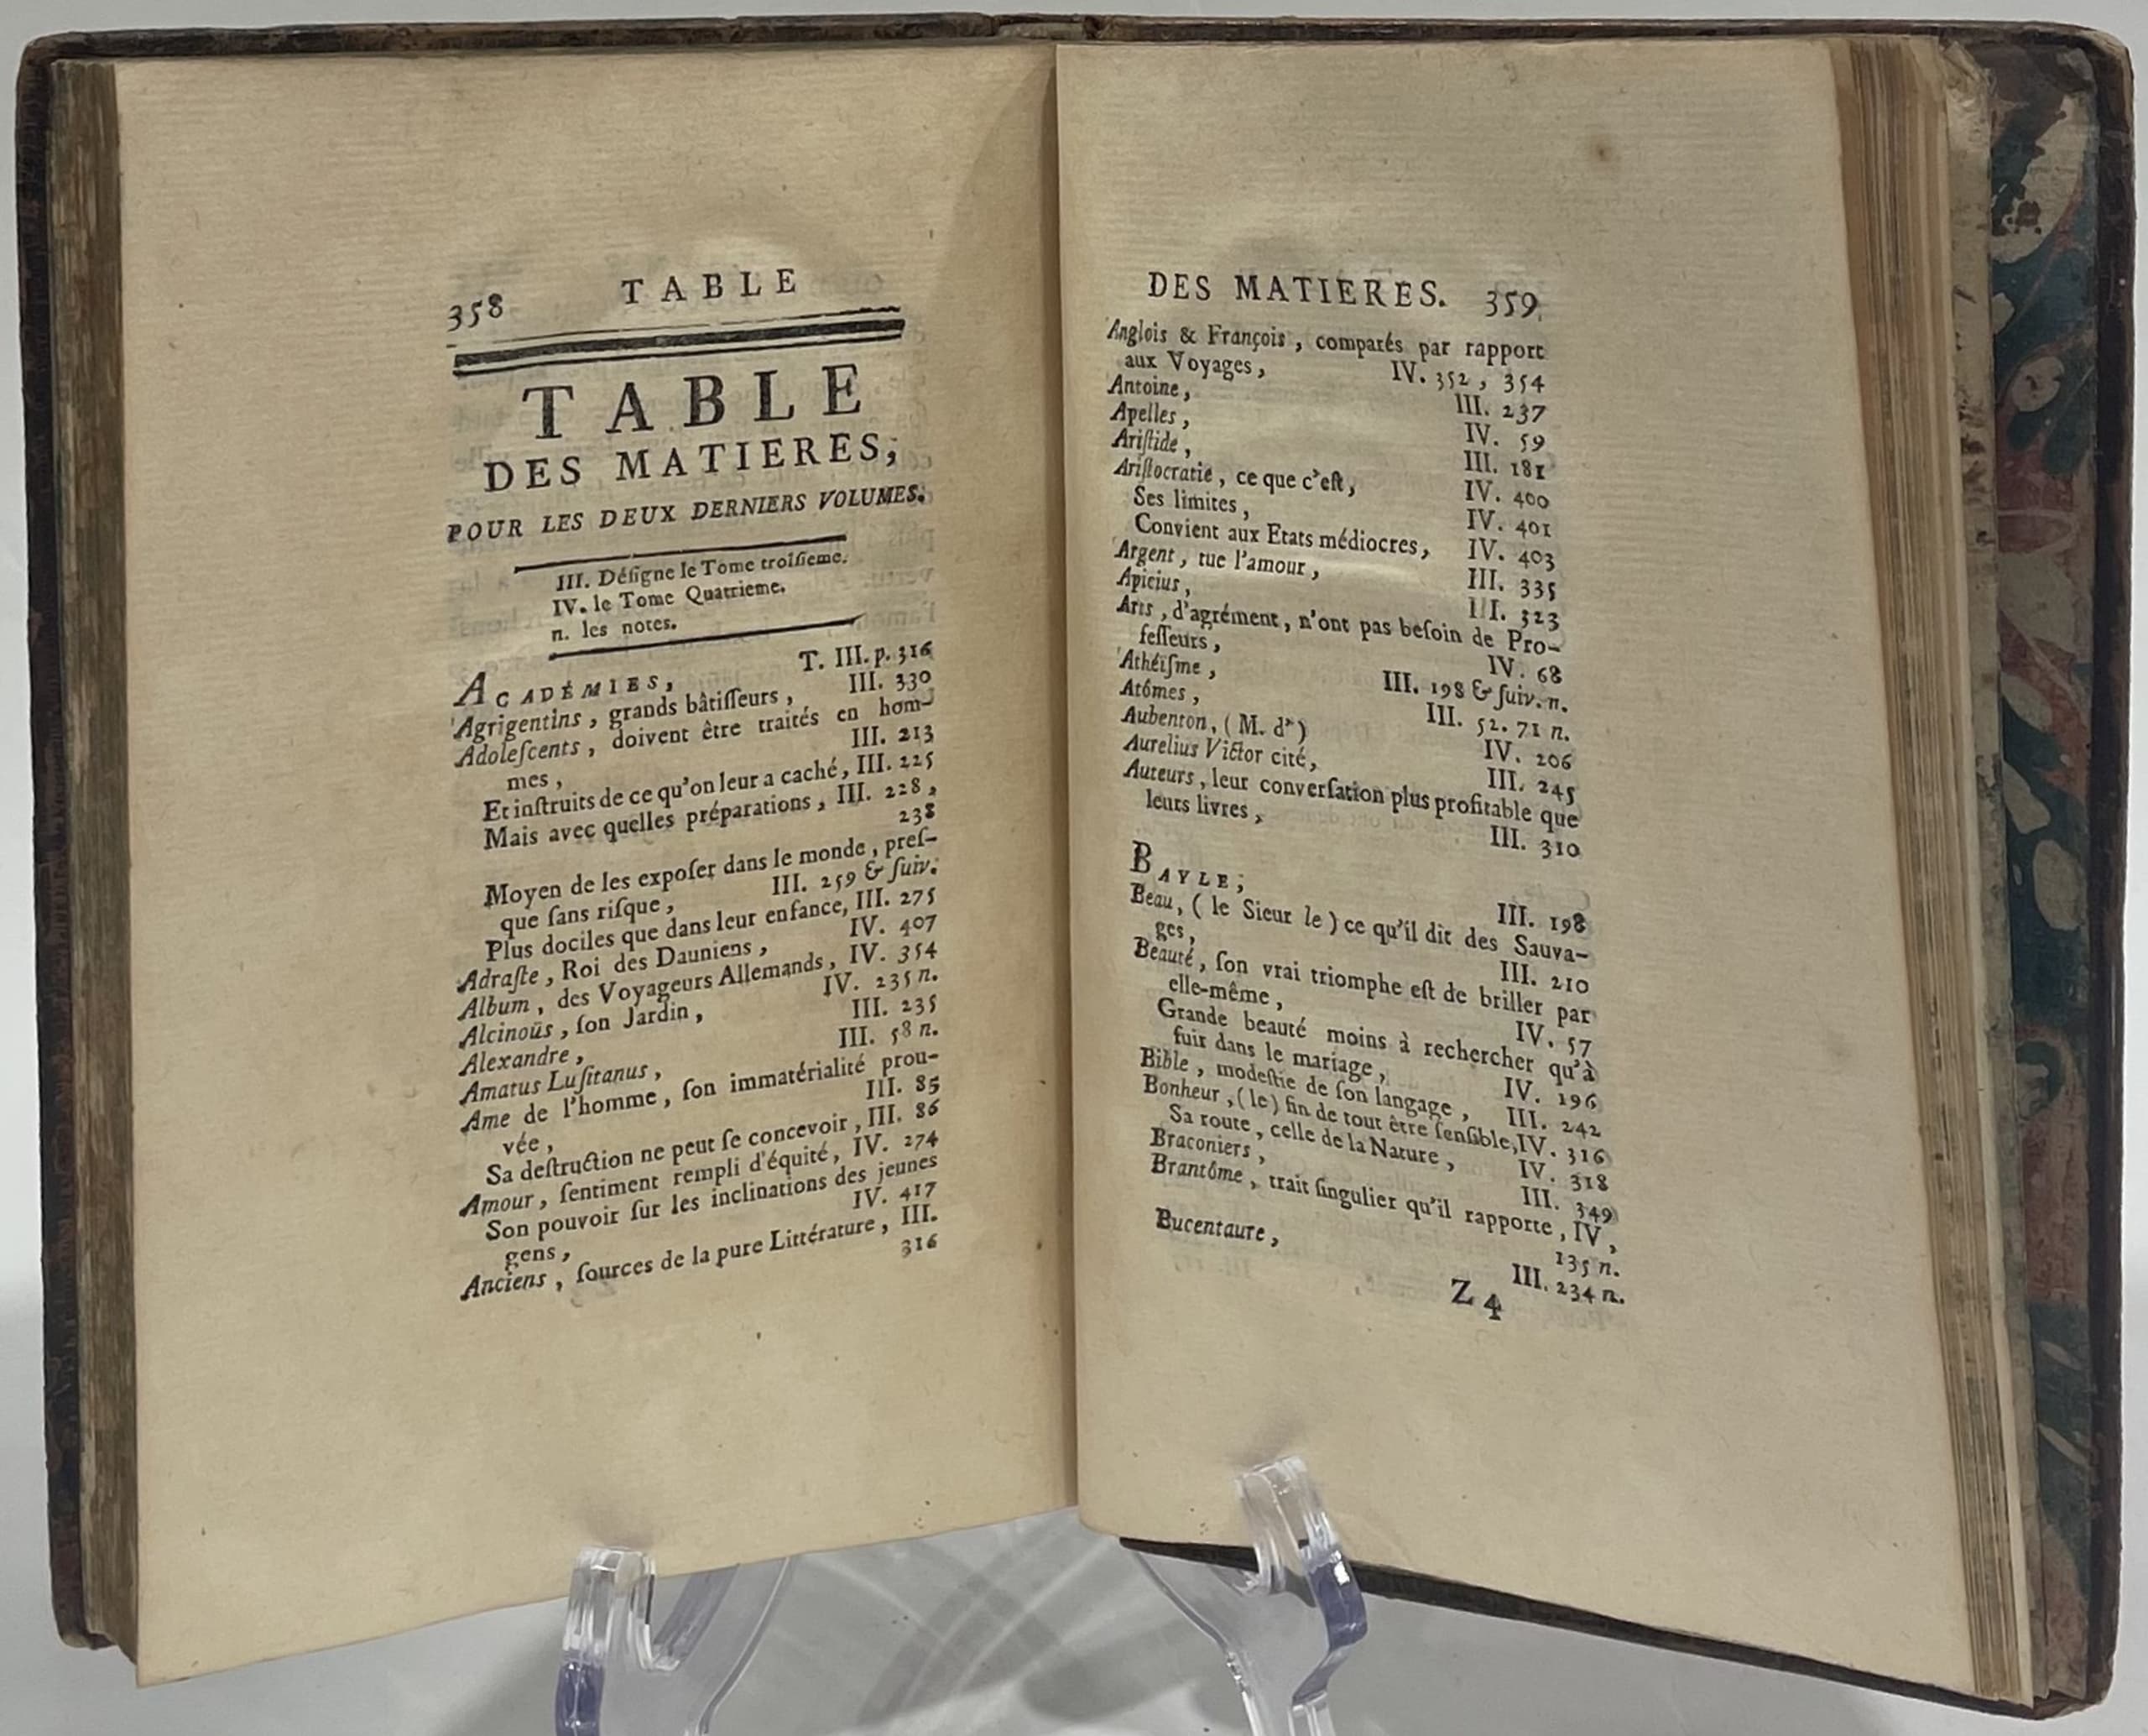 358 TABLE
TABLE
DES MATIERES,
POUR LES DEUX DERNIERS VOLUMES.
III. Déſigne le Tome troiſieme.
IV. le Tome Quatrieme.
n. les notes.
ACADÉMIES, T. III. p. 316
Agrigentins, grands bâtiſſeurs, III. 330
Adoleſcents, doivent être traités en hom-
mes, III. 213
Et inſtruits de ce qu'on leur a caché, III. 225
Mais avec quelles préparations, III. 228,
238
Moyen de les expoſer dans le monde, preſ-
que ſans riſque, III. 259 & ſuiv.
Plus dociles que dans leur enfance, III. 275
Adraſte, Roi des Dauniens, IV. 407
Album, des Voyageurs Allemands, IV. 354
Alcinoüs, ſon Jardin, IV. 235 n.
Alexandre, III. 235
Amatus Luſitanus, III. 58 n.
Ame de l'homme, ſon immatérialité prou-
vée, III. 85
Sa deſtruction ne peut ſe concevoir, III. 86
Amour, ſentiment rempli d'équité, IV. 274
Son pouvoir ſur les inclinations des jeunes
gens, IV. 417
Anciens, ſources de la pure Littérature, III.
316
DES MATIERES. 359
Anglois & François, comparés par rapport
aux Voyages, IV. 352, 354
Antoine, III. 237
Apelles, IV. 59
Ariſtide, III. 181
Ariſtocratie, ce que c'eſt, IV. 400
Ses limites, IV. 401
Convient aux Etats médiocres, IV. 403
Argent, tue l'amour, III. 335
Apicius, III. 323
Arts, d'agrément, n'ont pas beſoin de Pro-
feſſeurs, IV. 68
Athéiſme, III. 198 & ſuiv. n.
Atômes, III. 52. 71 n.
Aubenton, (M. d') IV. 206
Aurelius Victor cité, III. 245
Auteurs, leur converſation plus profitable que
leurs livres, III. 310
BAYLE, III. 198
Beau, (le Sieur le) ce qu'il dit des Sauva-
ges, III. 210
Beauté, ſon vrai triomphe eſt de briller par
elle-même, IV. 57
Grande beauté moins à rechercher qu'à
fuir dans le mariage, IV. 196
Bible, modeſtie de ſon langage, III. 242
Bonheur, (le) fin de tout être ſenſible, IV. 316
Sa route, celle de la Nature, IV. 318
Braconiers, III. 349
Brantôme, trait ſingulier qu'il rapporte, IV,
135 n.
Bucentaure, III. 234 n.
Z 4